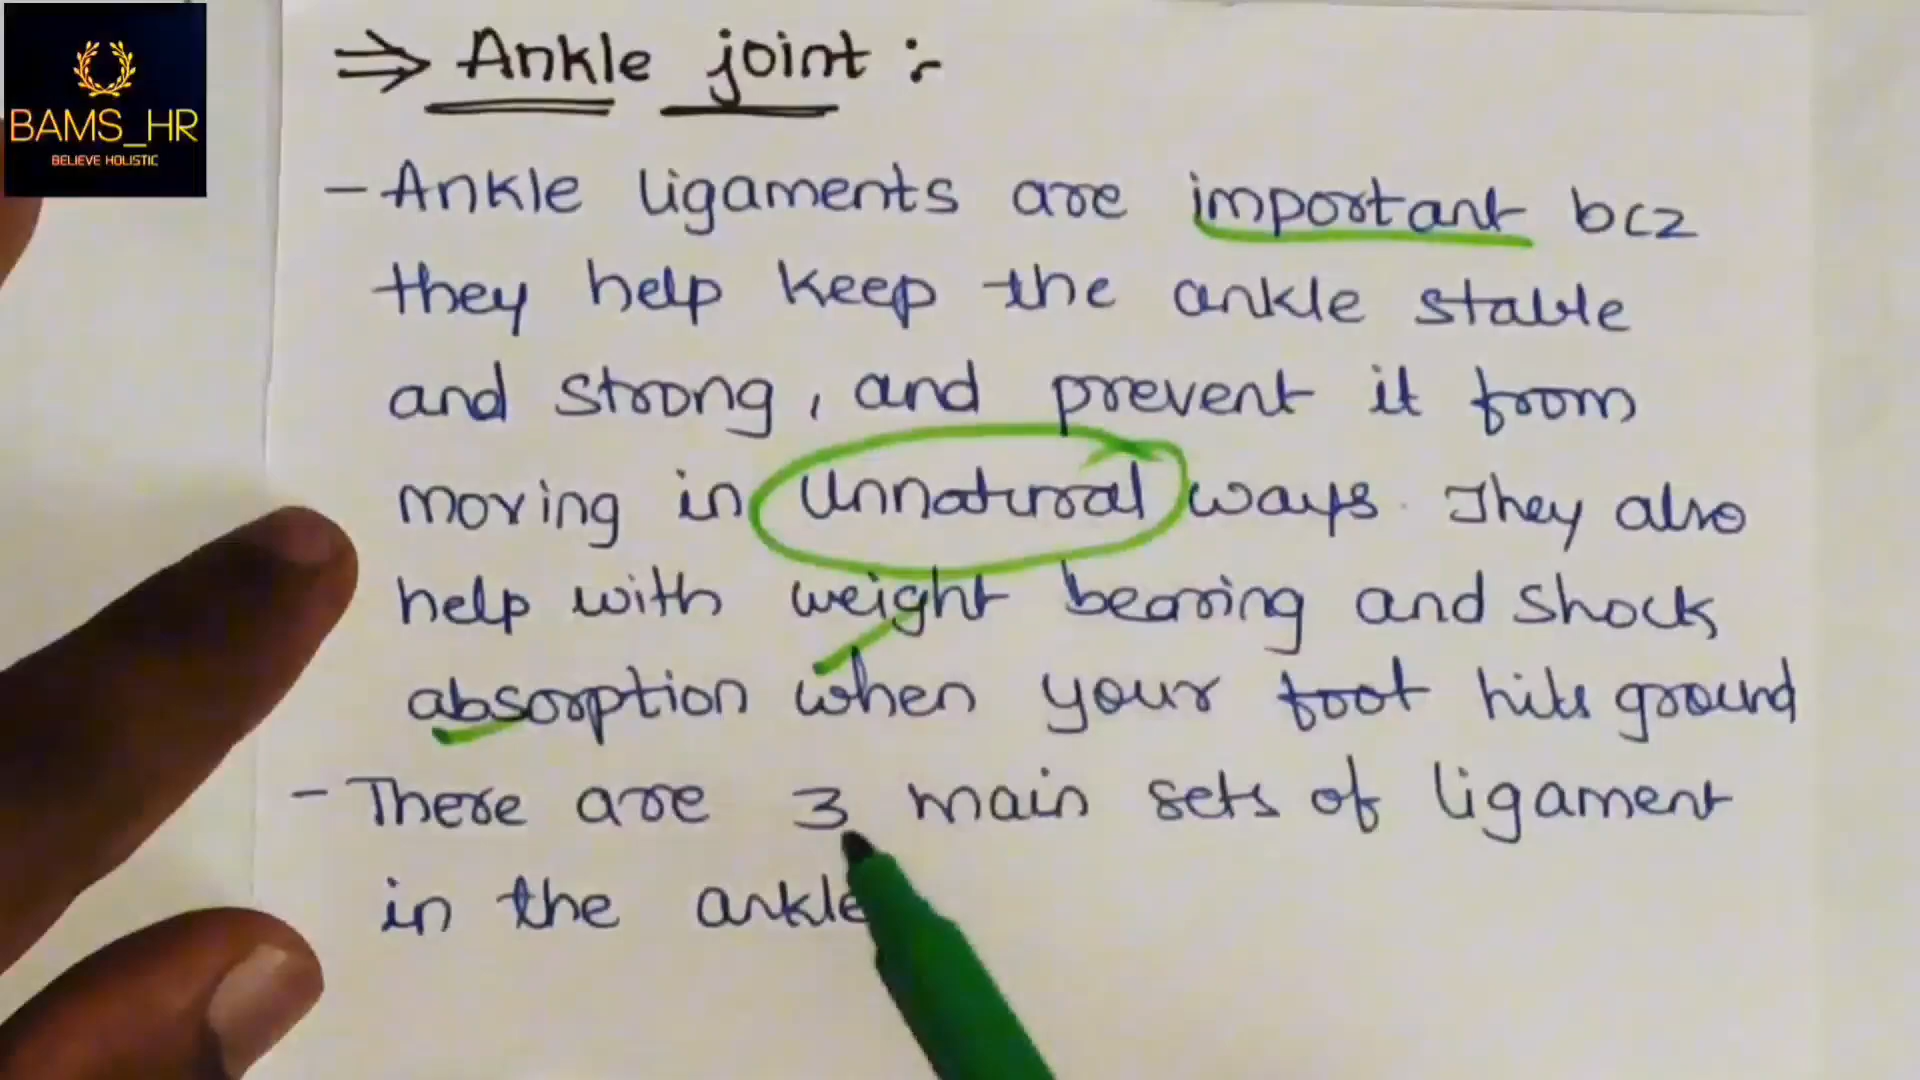 BAMS_HR
BELIEVE HOLISTIC
⇒ Ankle joint :-
- Ankle ligaments are important bcz
they help keep the ankle stable
and strong, and prevent it from
moving in unnatural ways. They also
help with weight bearing and shock
absorption when your foot hits ground
- There are 3 main sets of ligament
in the ankle